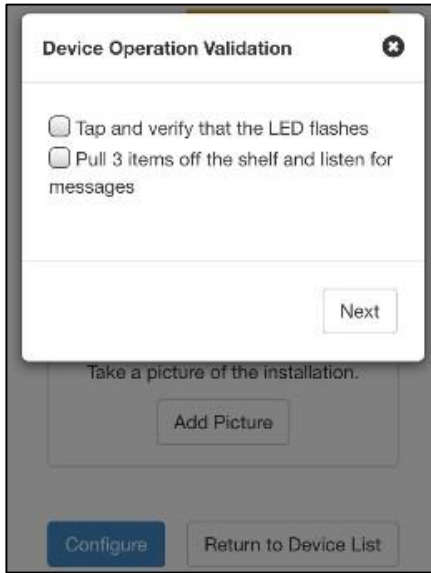 Device Operation Validation
Tap and verify that the LED flashes
Pull 3 items off the shelf and listen for
messages
Next
Take a picture of the installation.
Add Picture
Configure
Return to Device List